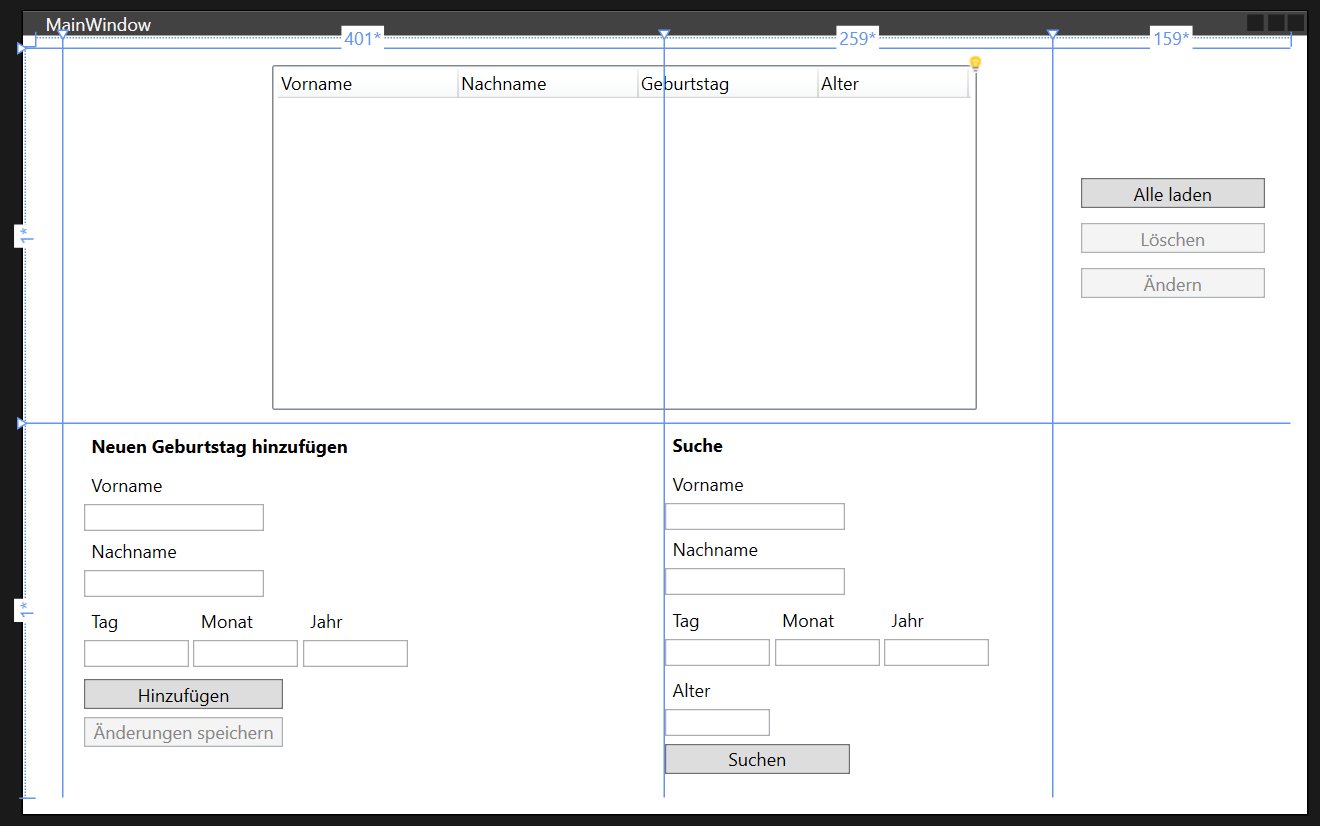 MainWindow
401* 259* 159*
Vorname Nachname Geburtstag Alter
Alle laden
1*
Löschen
Ändern
Neuen Geburtstag hinzufügen Suche
Vorname Vorname
Nachname Nachname
1*
Tag Monat Jahr Tag Monat Jahr
Hinzufügen Alter
Änderungen speichern
Suchen